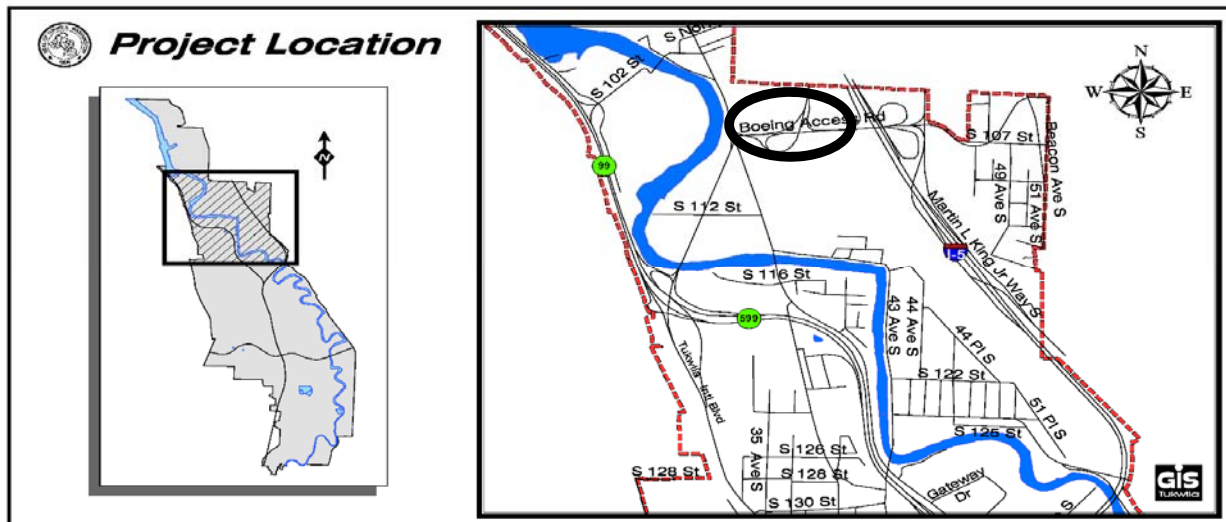 Project Location
N
S 102 St
S Nor
N
W
E
S
Boeing Access Rd
S 107 St
Beacon Ave S
49 Ave S
51 Ave S
99
S 112 St
Martin L King Jr Way S
I-5
S 116 St
43 Ave S
44 Ave S
44 Pl S
599
Tukwila Intl Blvd
S 122 St
51 Pl S
S 125 St
35 Ave S
S 126 St
S 128 St
S 128 St
S 130 St
Gateway
Dr
S
GIS
Tukwila